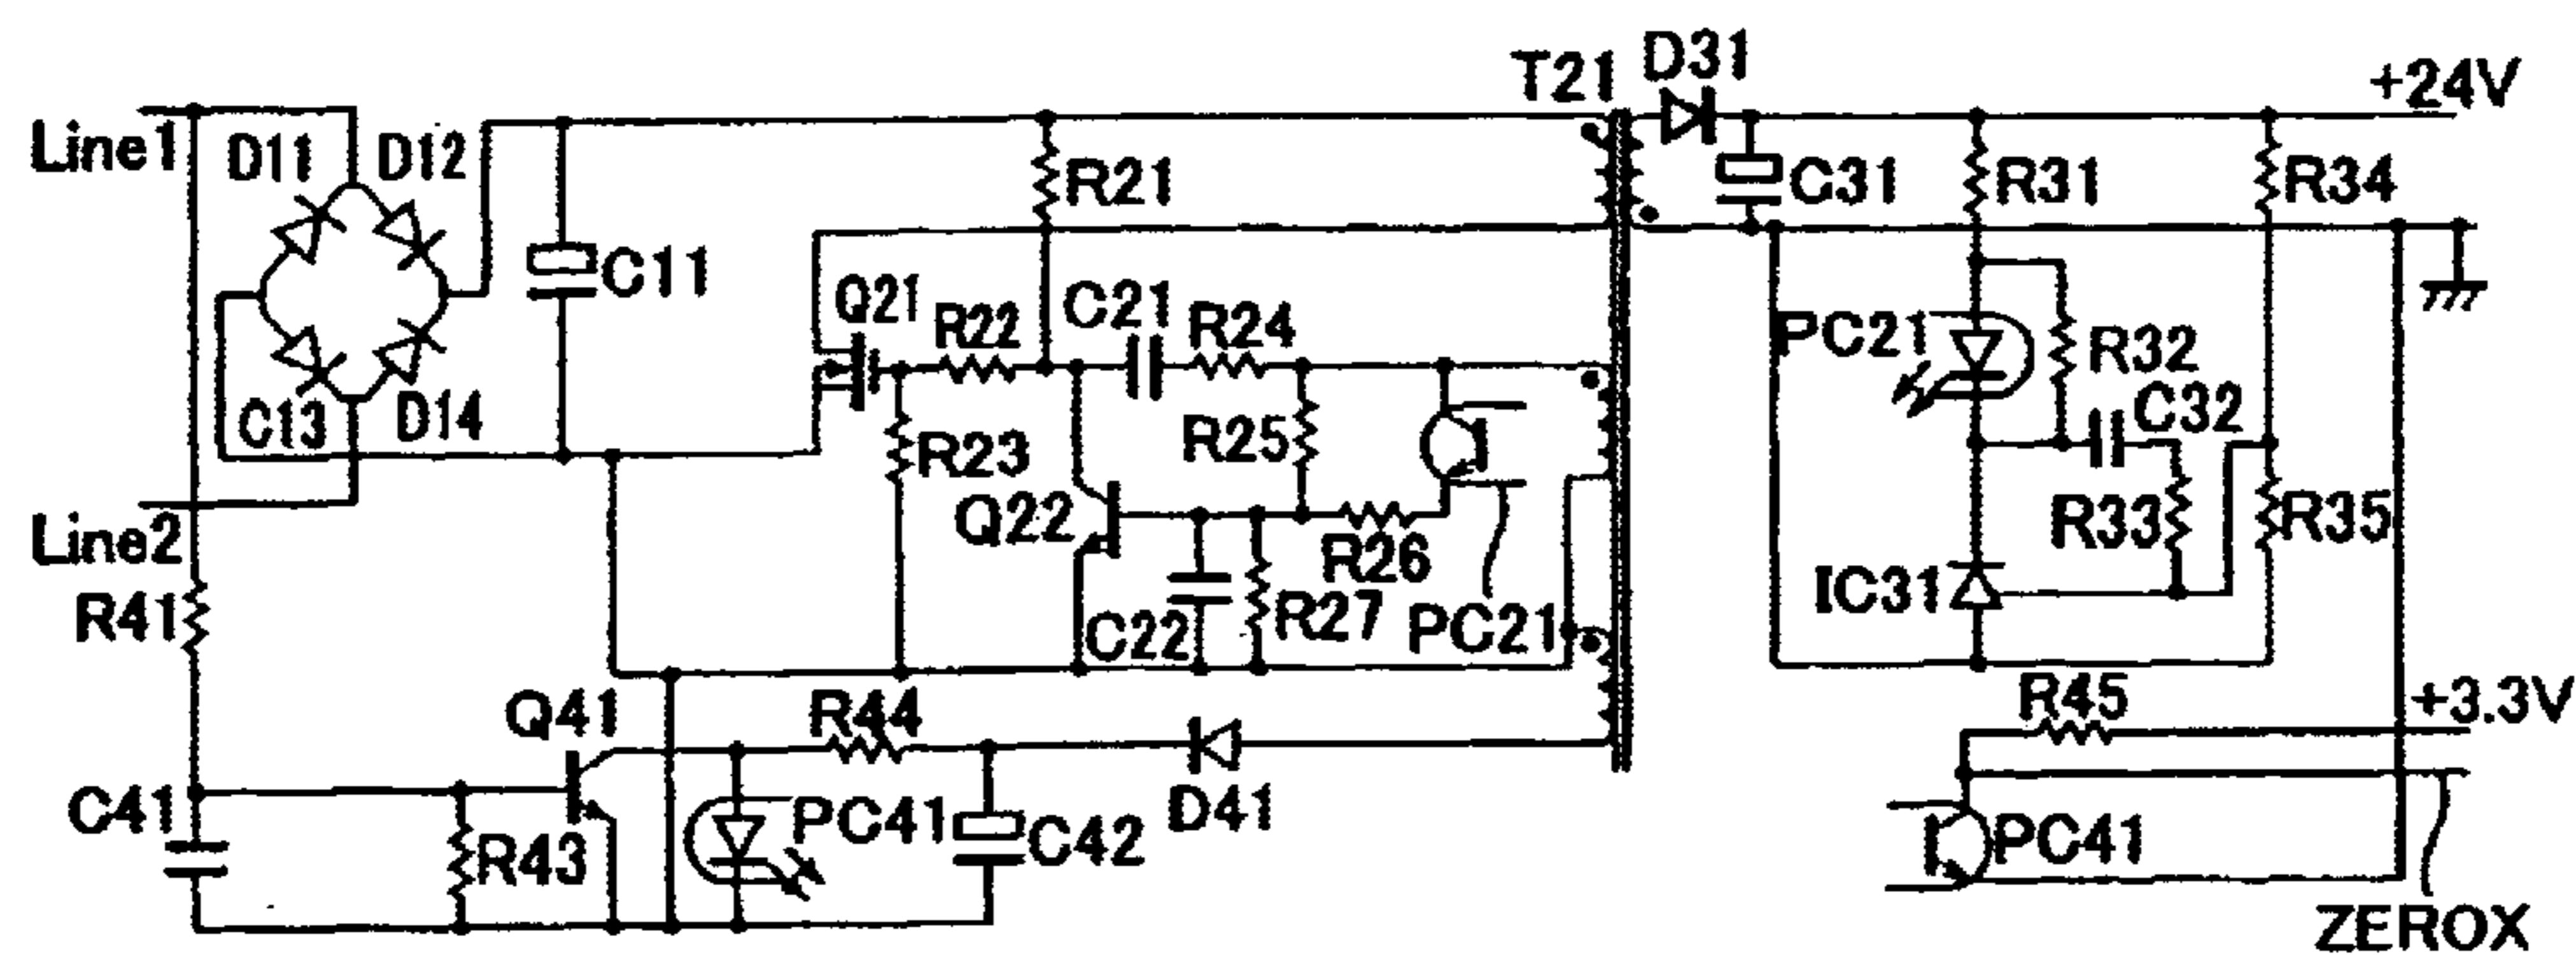 T21 D31 +24V
Line1 D11 D12 R21 C31 R31 R34
C11 Q21 R22 C21 R24 PC21 R32
C13 D14 R23 R25 C32
Line2 Q22 R26 R33 R35
R41 C22 R27 PC21 IC31
Q41 R44 R45 +3.3V
C41 R43 PC41 C42 D41 PC41
ZEROX